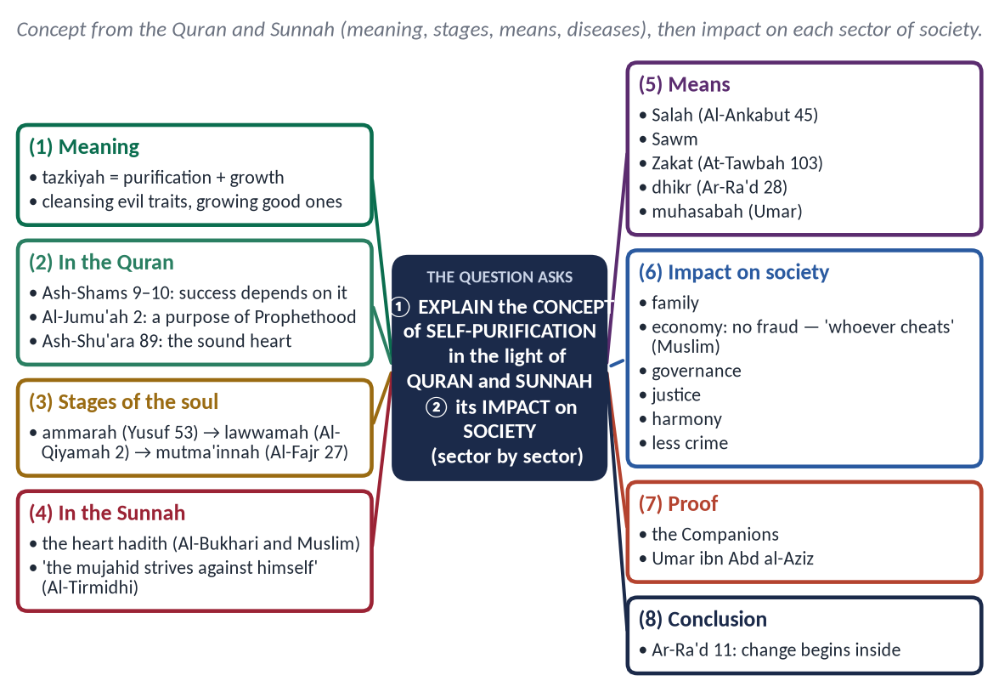 Concept from the Quran and Sunnah (meaning, stages, means, diseases), then impact on each sector of society.
(1) Meaning
• tazkiyah = purification + growth
• cleansing evil traits, growing good ones
(2) In the Quran
• Ash-Shams 9–10: success depends on it
• Al-Jumu'ah 2: a purpose of Prophethood
• Ash-Shu'ara 89: the sound heart
(3) Stages of the soul
• ammarah (Yusuf 53) → lawwamah (Al-
Qiyamah 2) → mutma'innah (Al-Fajr 27)
(4) In the Sunnah
• the heart hadith (Al-Bukhari and Muslim)
• 'the mujahid strives against himself'
(Al-Tirmidhi)
THE QUESTION ASKS
① EXPLAIN the CONCEPT
of SELF-PURIFICATION
in the light of
QURAN and SUNNAH
② its IMPACT on
SOCIETY
(sector by sector)
(5) Means
• Salah (Al-Ankabut 45)
• Sawm
• Zakat (At-Tawbah 103)
• dhikr (Ar-Ra'd 28)
• muhasabah (Umar)
(6) Impact on society
• family
• economy: no fraud — 'whoever cheats'
(Muslim)
• governance
• justice
• harmony
• less crime
(7) Proof
• the Companions
• Umar ibn Abd al-Aziz
(8) Conclusion
• Ar-Ra'd 11: change begins inside